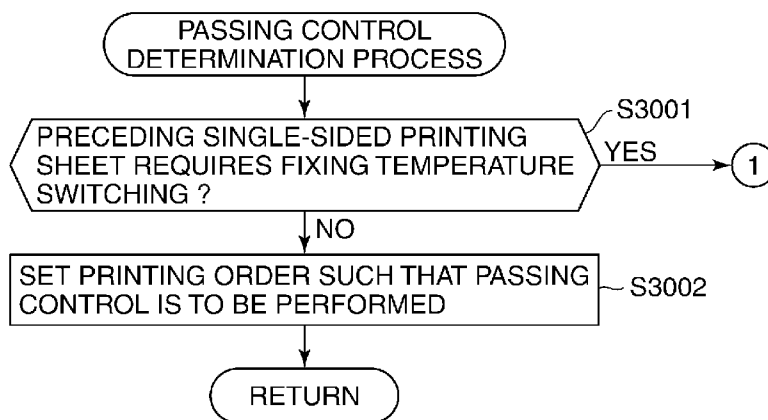 PASSING CONTROL
DETERMINATION PROCESS
S3001
PRECEDING SINGLE-SIDED PRINTING
SHEET REQUIRES FIXING TEMPERATURE
SWITCHING ?
YES
1
NO
SET PRINTING ORDER SUCH THAT PASSING
CONTROL IS TO BE PERFORMED
S3002
RETURN